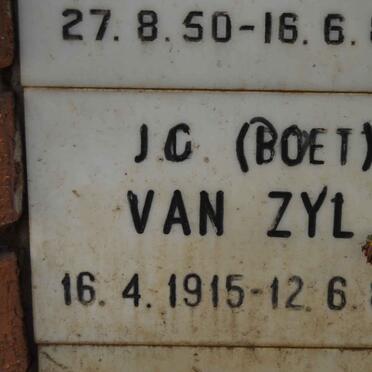 27. 8. 50-16. 6.
J C (BOET)
VAN ZYL
16. 4. 1915-12. 6.